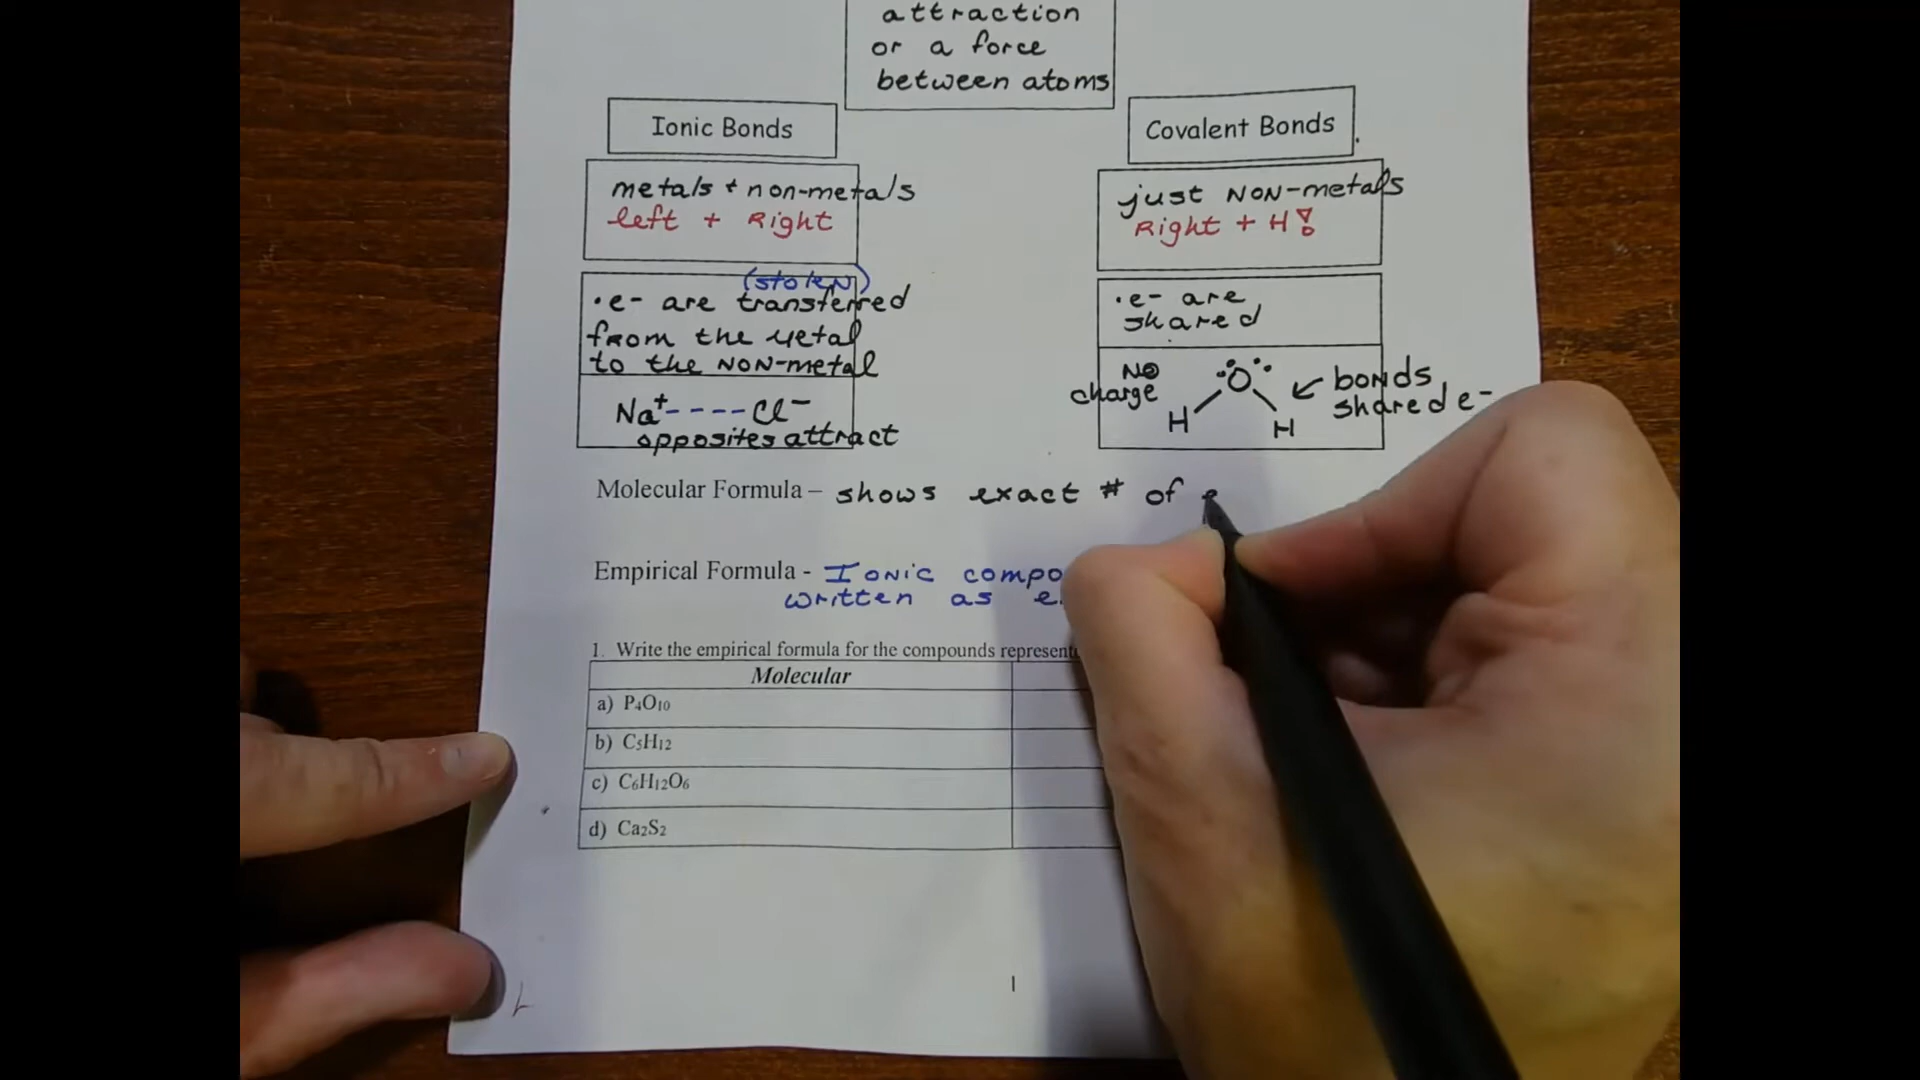 attraction
or a force
between atoms
Ionic Bonds
metals + non-metals
left + Right
(stolen)
• e- are transferred
from the metal
to the NON-metal
Na+ ---- Cl-
opposites attract
Covalent Bonds
just NON-metals
Right + H!
• e- are
shared
NO
charge
O
H
H
bonds
shared e-
Molecular Formula – shows exact # of
Empirical Formula - Ionic
written as
1. Write the empirical formula for the compounds
Molecular
a) P4O10
b) C5H12
c) C6H12O6
d) Ca2S2
1